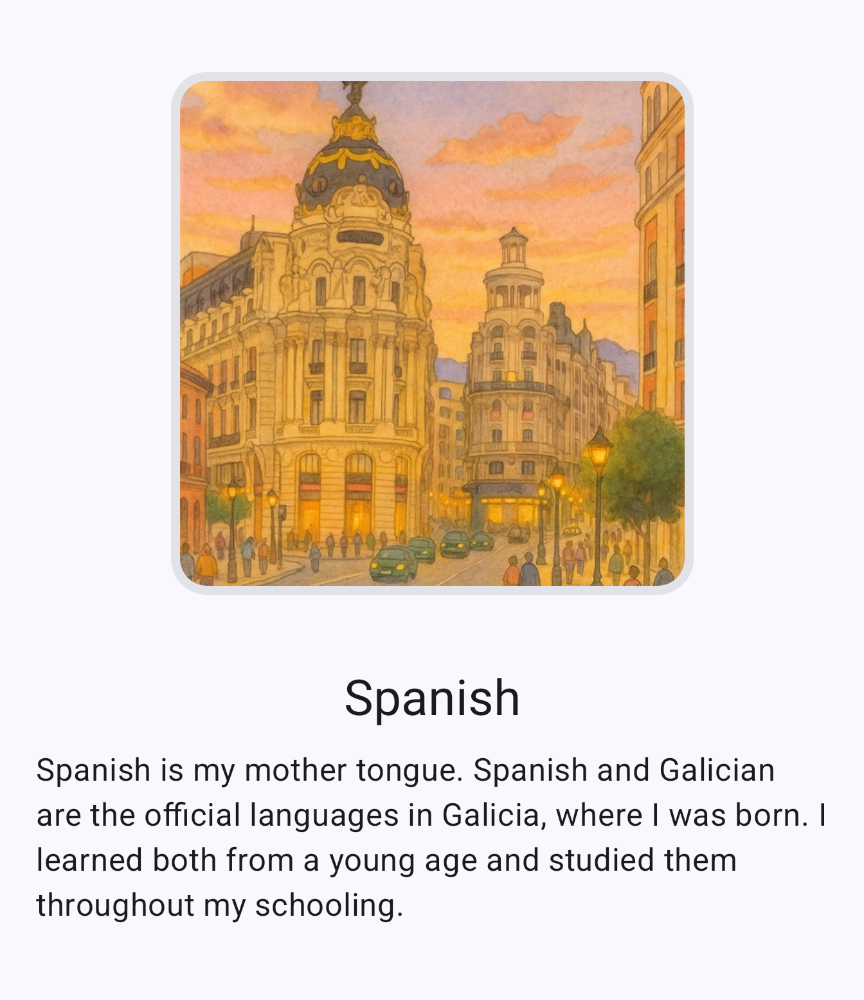 Spanish
Spanish is my mother tongue. Spanish and Galician
are the official languages in Galicia, where I was born. I
learned both from a young age and studied them
throughout my schooling.